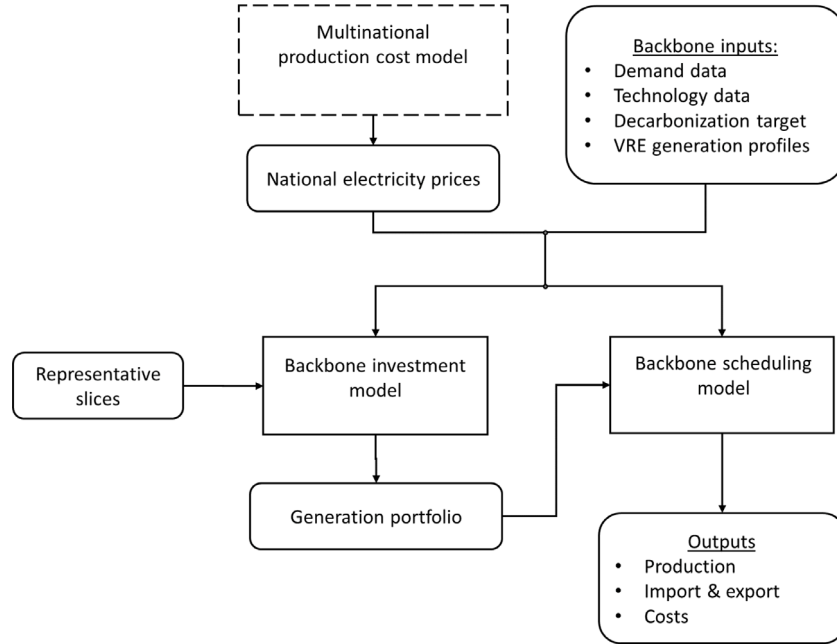 Multinational
production cost model
Backbone inputs:
• Demand data
• Technology data
• Decarbonization target
• VRE generation profiles
National electricity prices
Representative
slices
Backbone investment
model
Backbone scheduling
model
Generation portfolio
Outputs
• Production
• Import & export
• Costs